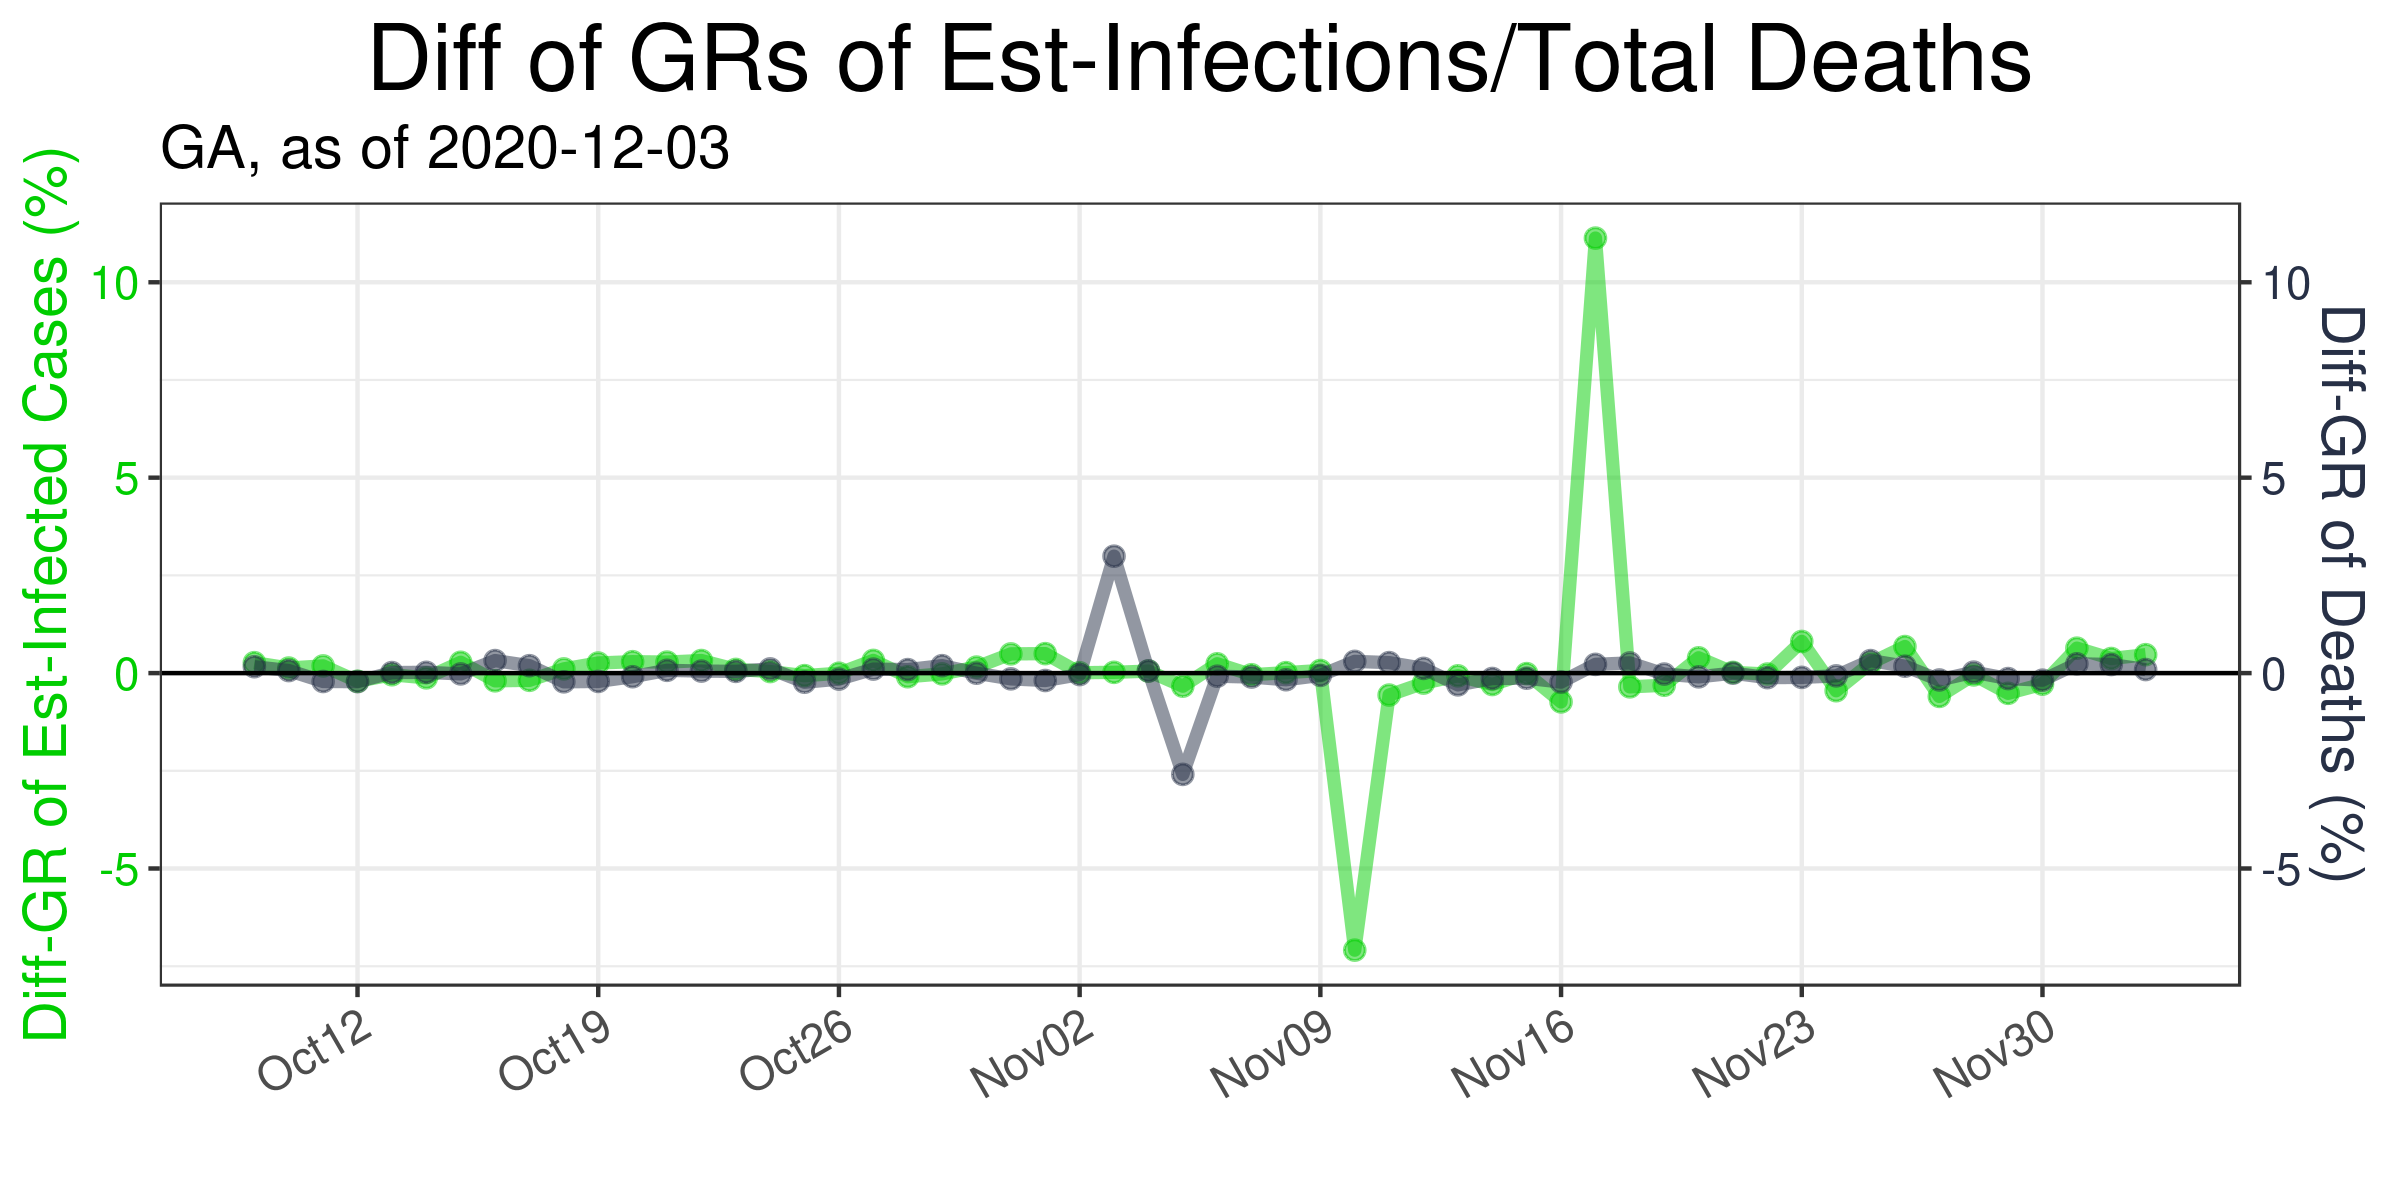 Diff of GRs of Est-Infections/Total Deaths
GA, as of 2020-12-03
Diff-GR of Est-Infected Cases (%)
10
5
0
-5
10
5
0
-5
Diff-GR of Deaths (%)
Oct12
Oct19
Oct26
Nov02
Nov09
Nov16
Nov23
Nov30